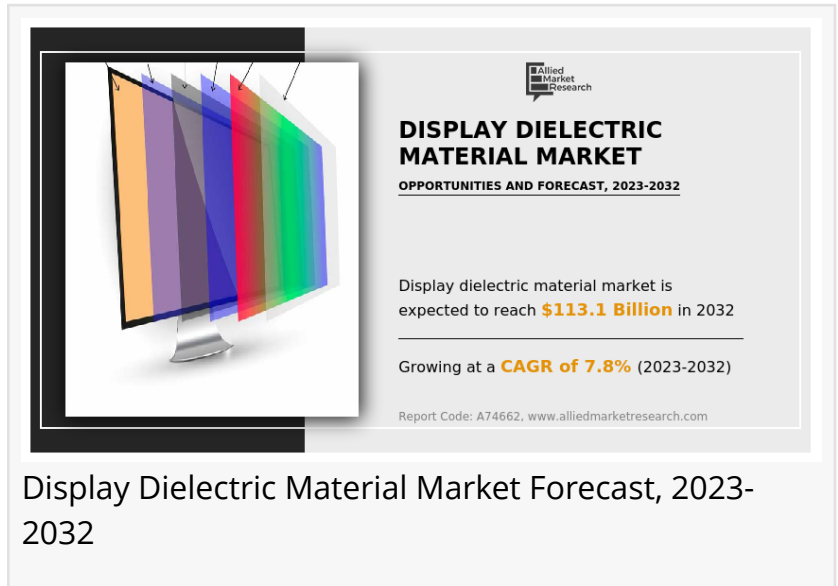 Allied
Market
Research
DISPLAY DIELECTRIC
MATERIAL MARKET
OPPORTUNITIES AND FORECAST, 2023-2032
Display dielectric material market is
expected to reach $113.1 Billion in 2032
Growing at a CAGR of 7.8% (2023-2032)
Report Code: A74662, www.alliedmarketresearch.com
Display Dielectric Material Market Forecast, 2023-
2032